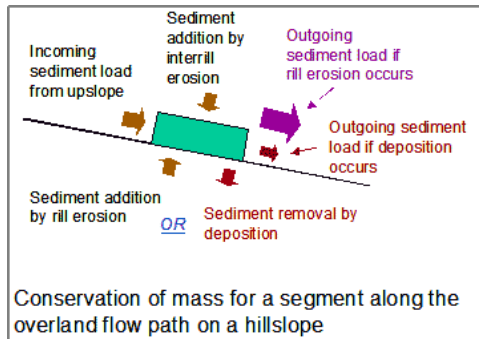 Incoming
sediment load
from upslope
Sediment
addition by
interrill
erosion
Outgoing
sediment load if
rill erosion occurs
Outgoing sediment
load if deposition
occurs
Sediment addition
by rill erosion
OR
Sediment removal by
deposition
Conservation of mass for a segment along the
overland flow path on a hillslope